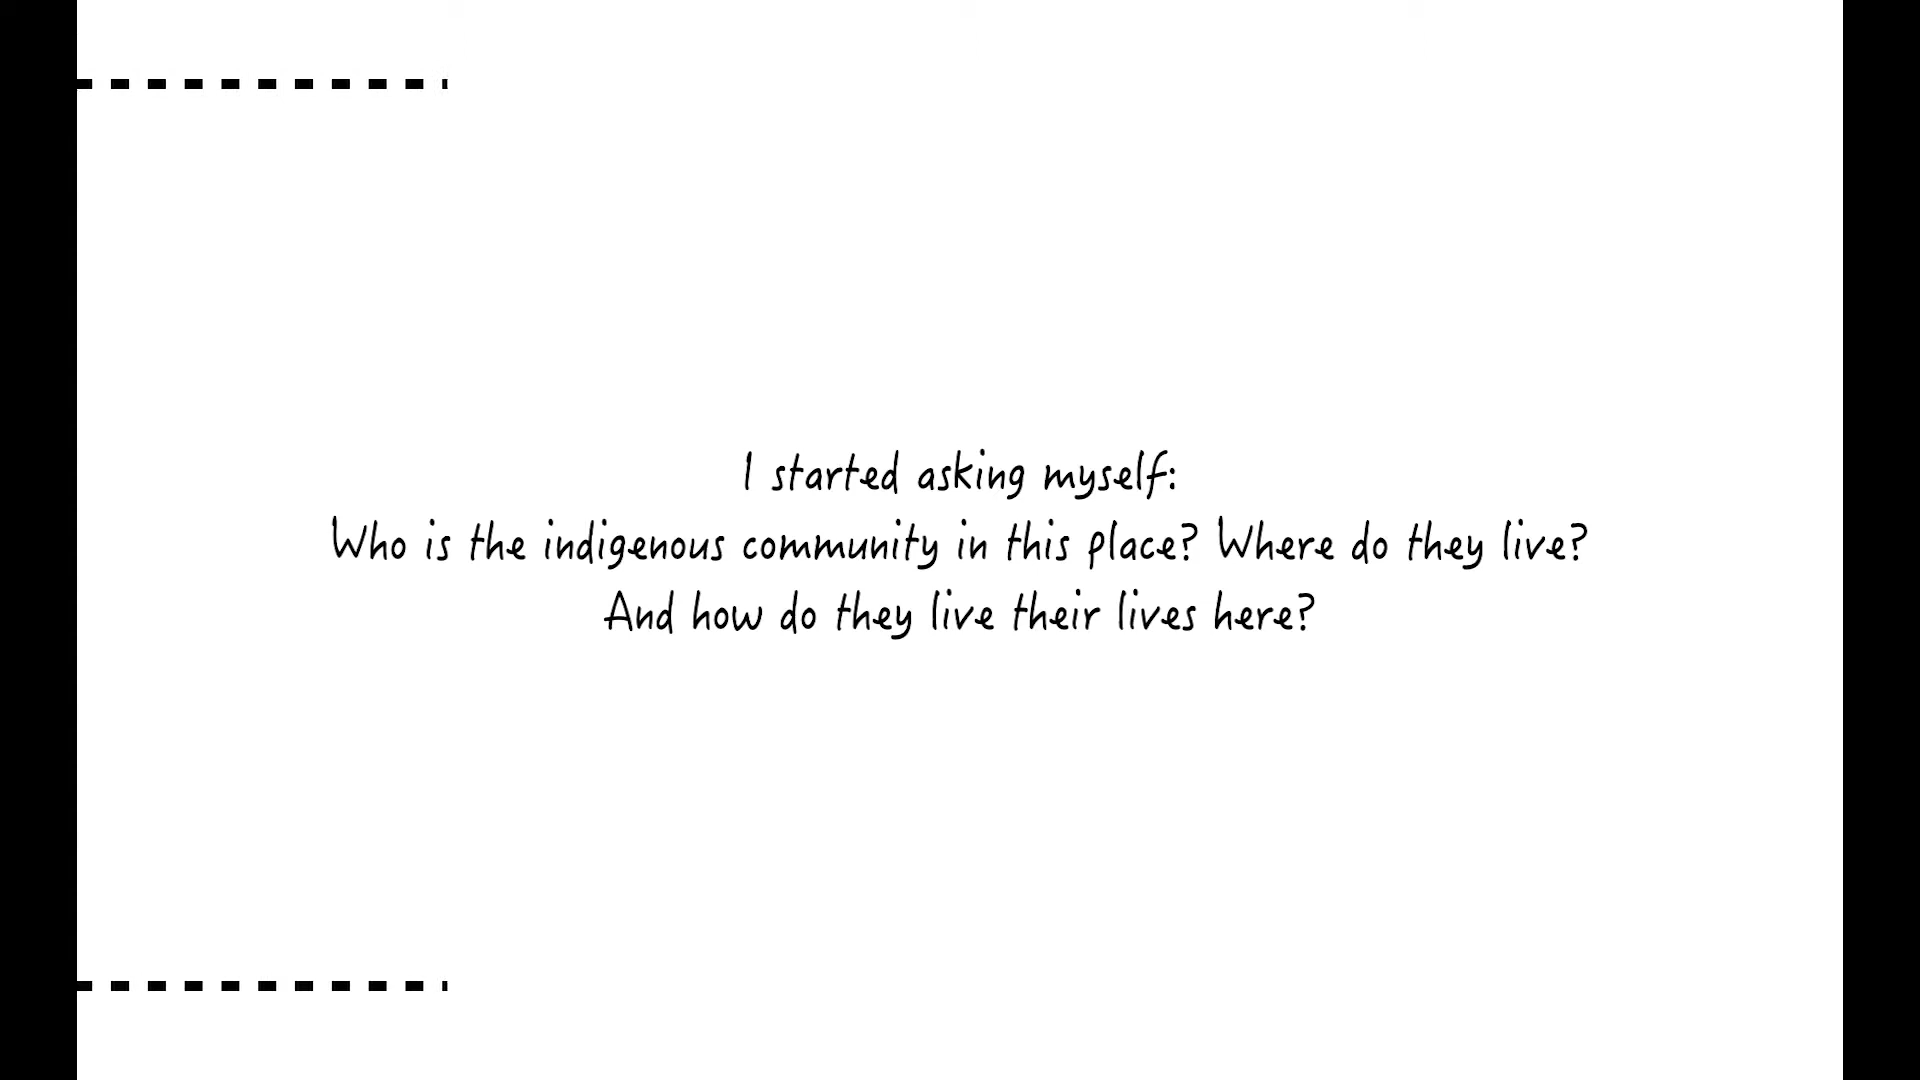 I started asking myself:
Who is the indigenous community in this place? Where do they live?
And how do they live their lives here?